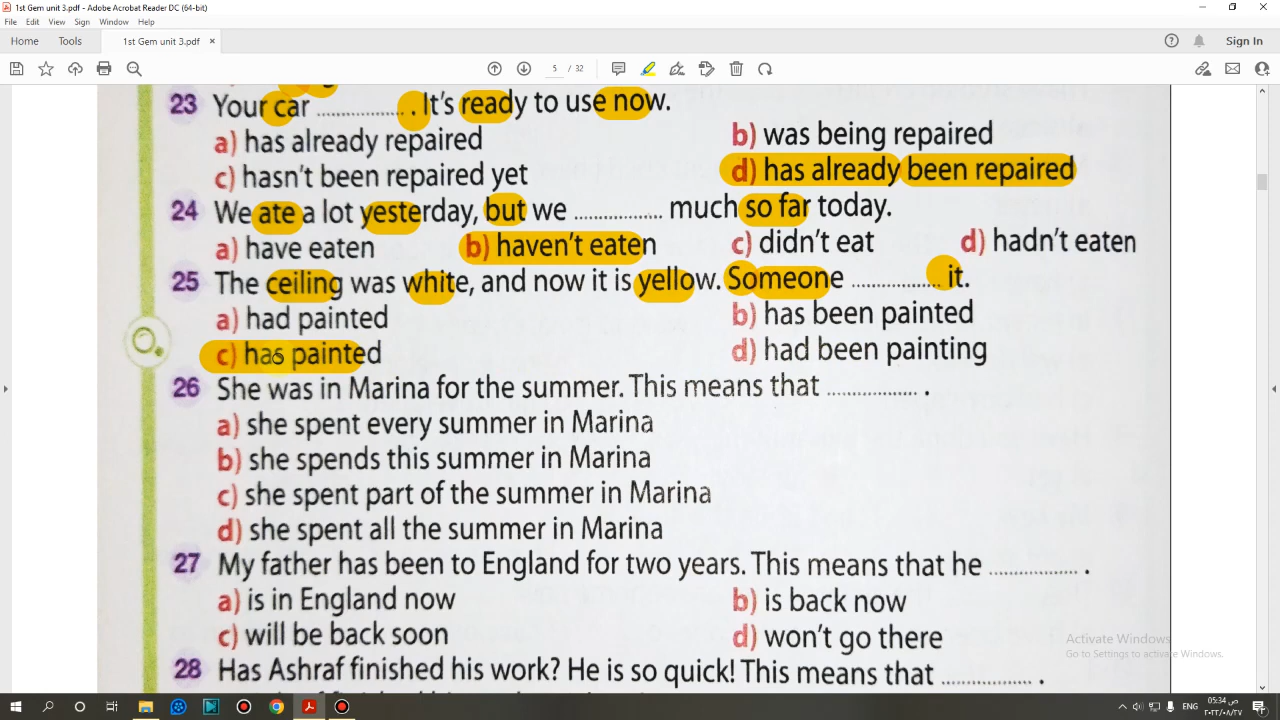 1st Gem unit 3.pdf - Adobe Acrobat Reader DC (64-bit)
File Edit View Sign Window Help
Home Tools 1st Gem unit 3.pdf × Sign In
5 / 32
23 Your car ................ . It's ready to use now.
a) has already repaired b) was being repaired
c) hasn't been repaired yet d) has already been repaired
24 We ate a lot yesterday, but we ................ much so far today.
a) have eaten b) haven't eaten c) didn't eat d) hadn't eaten
25 The ceiling was white, and now it is yellow. Someone ................ it.
a) had painted b) has been painted
c) has painted d) had been painting
26 She was in Marina for the summer. This means that ................ .
a) she spent every summer in Marina
b) she spends this summer in Marina
c) she spent part of the summer in Marina
d) she spent all the summer in Marina
27 My father has been to England for two years. This means that he ................ .
a) is in England now b) is back now
c) will be back soon d) won't go there
28 Has Ashraf finished his work? He is so quick! This means that ................ .
Activate Windows
Go to Settings to activate Windows.
ENG 05:34 ص
٢٠٢٢/٠٨/٢٧